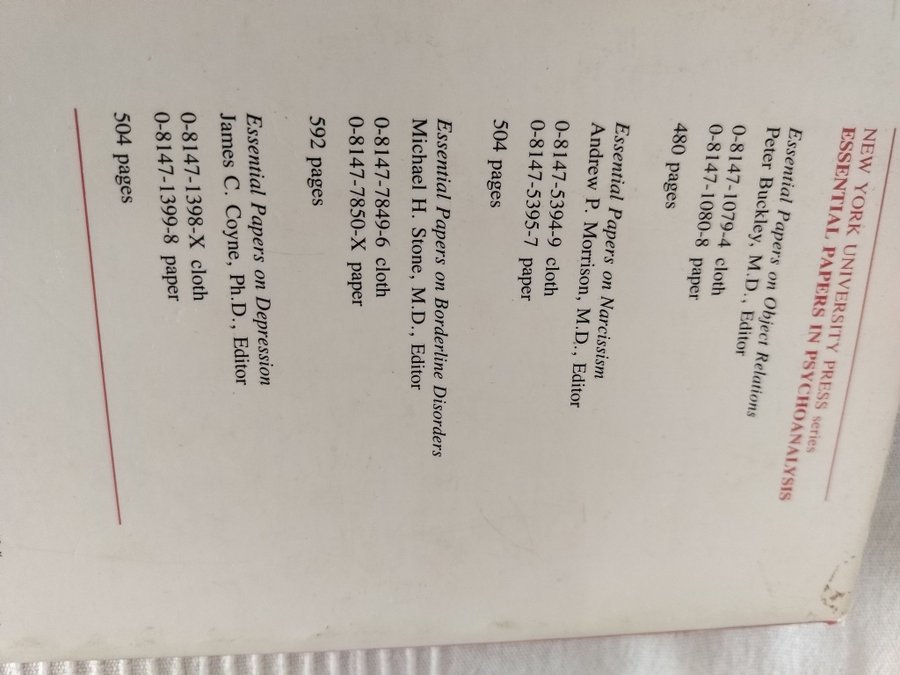 NEW YORK UNIVERSITY PRESS series
ESSENTIAL PAPERS IN PSYCHOANALYSIS
Essential Papers on Object Relations
Peter Buckley, M.D., Editor
0-8147-1079-4 cloth
0-8147-1080-8 paper
480 pages
Essential Papers on Narcissism
Andrew P. Morrison, M.D., Editor
0-8147-5394-9 cloth
0-8147-5395-7 paper
504 pages
Essential Papers on Borderline Disorders
Michael H. Stone, M.D., Editor
0-8147-7849-6 cloth
0-8147-7850-X paper
592 pages
Essential Papers on Depression
James C. Coyne, Ph.D., Editor
0-8147-1398-X cloth
0-8147-1399-8 paper
504 pages